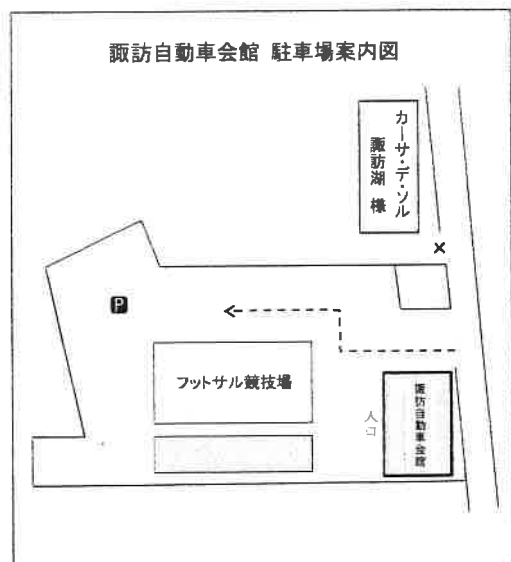 諏訪自動車会館 駐車場案内図
カーサ・デ・ソル
諏訪湖 様
×
P
フットサル競技場
入口
諏訪自動車会館